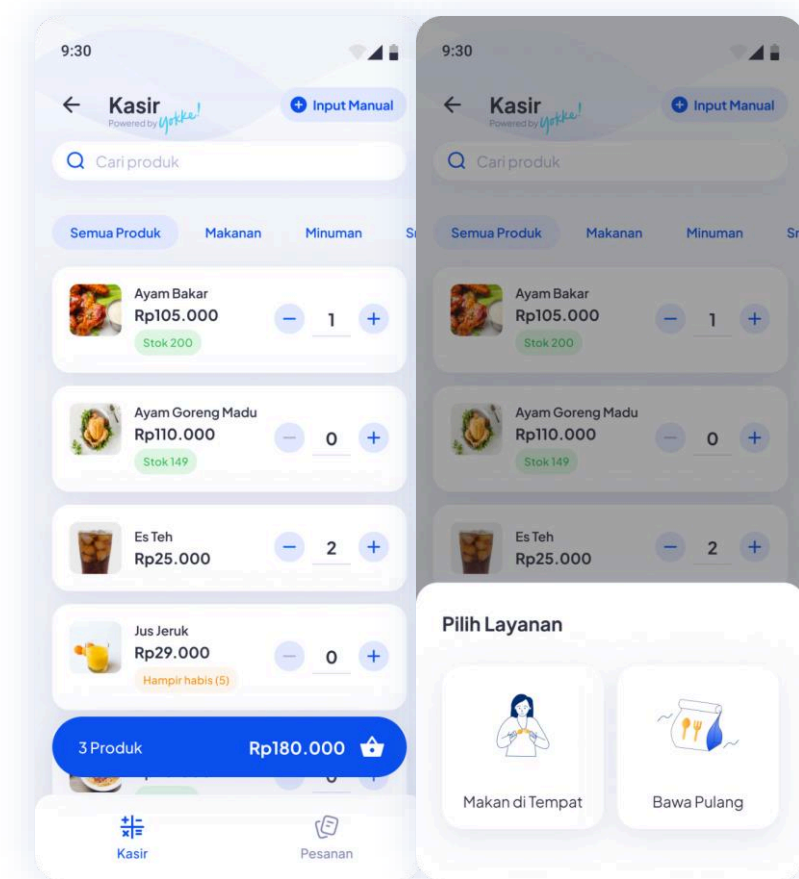 9:30
Kasir
Powered by yokke!
Input Manual
Cari produk
Semua Produk Makanan Minuman
Ayam Bakar
Rp105.000
Stok 200
1
Ayam Goreng Madu
Rp110.000
Stok 149
0
Es Teh
Rp25.000
2
Jus Jeruk
Rp29.000
Hampir habis (5)
0
3 Produk Rp180.000
Kasir
Pesanan
9:30
Kasir
Powered by yokke!
Input Manual
Cari produk
Semua Produk Makanan Minuman
Ayam Bakar
Rp105.000
Stok 200
1
Ayam Goreng Madu
Rp110.000
Stok 149
0
Es Teh
Rp25.000
2
Pilih Layanan
Makan di Tempat
Bawa Pulang